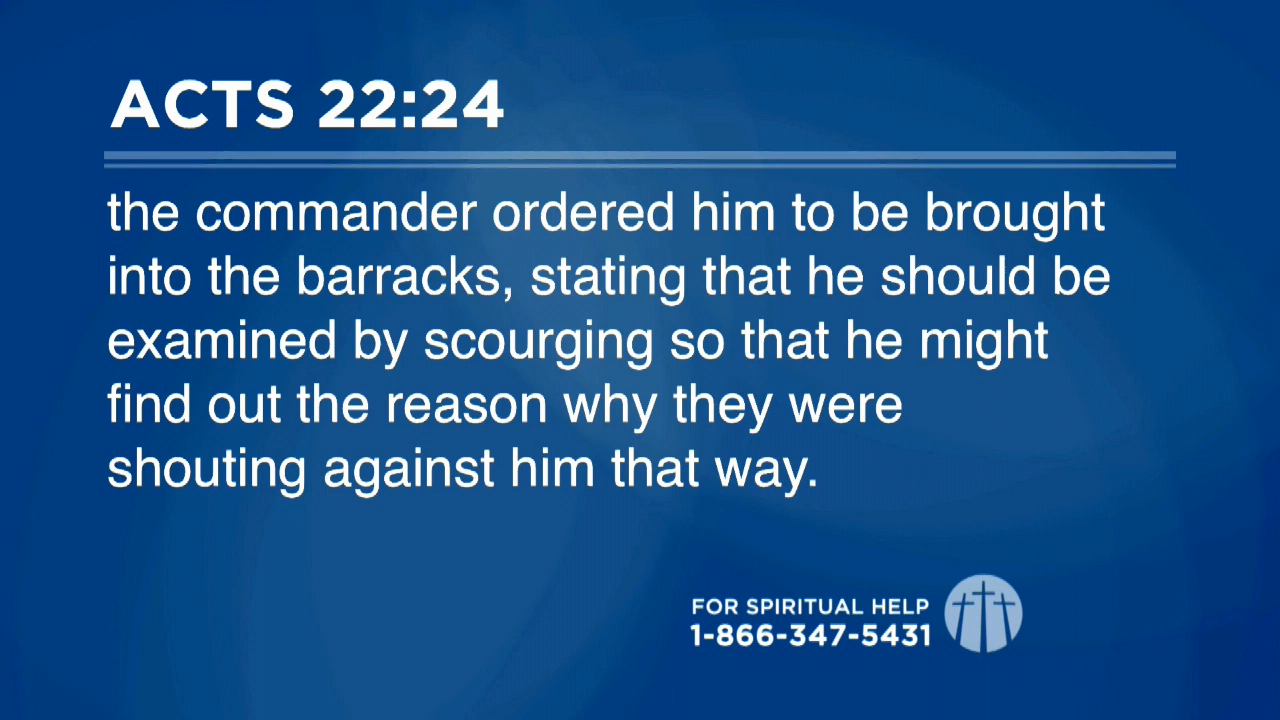 ACTS 22:24
the commander ordered him to be brought
into the barracks, stating that he should be
examined by scourging so that he might
find out the reason why they were
shouting against him that way.
FOR SPIRITUAL HELP
1-866-347-5431